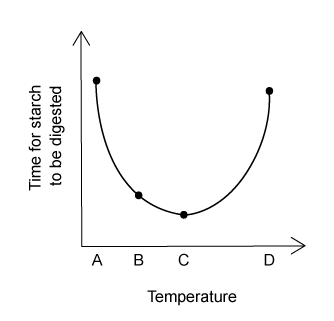 Time for starch
to be digested
A B C D
Temperature